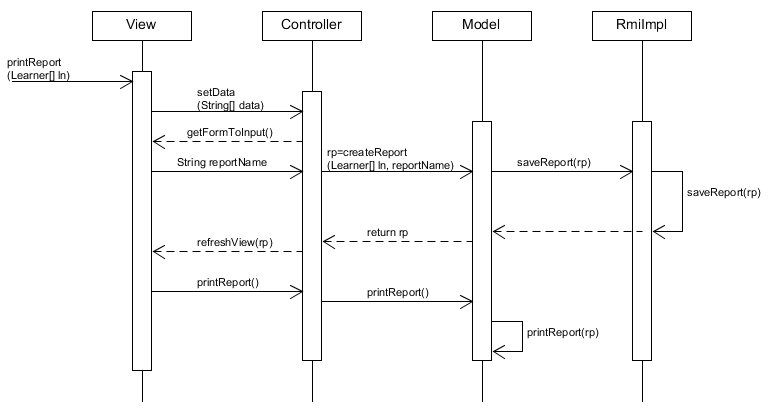 View
Controller
Model
RmiImpl
printReport
(Learner[] ln)
setData
(String[] data)
getFormToInput()
String reportName
rp=createReport
(Learner[] ln, reportName)
saveReport(rp)
saveReport(rp)
return rp
refreshView(rp)
printReport()
printReport()
printReport(rp)